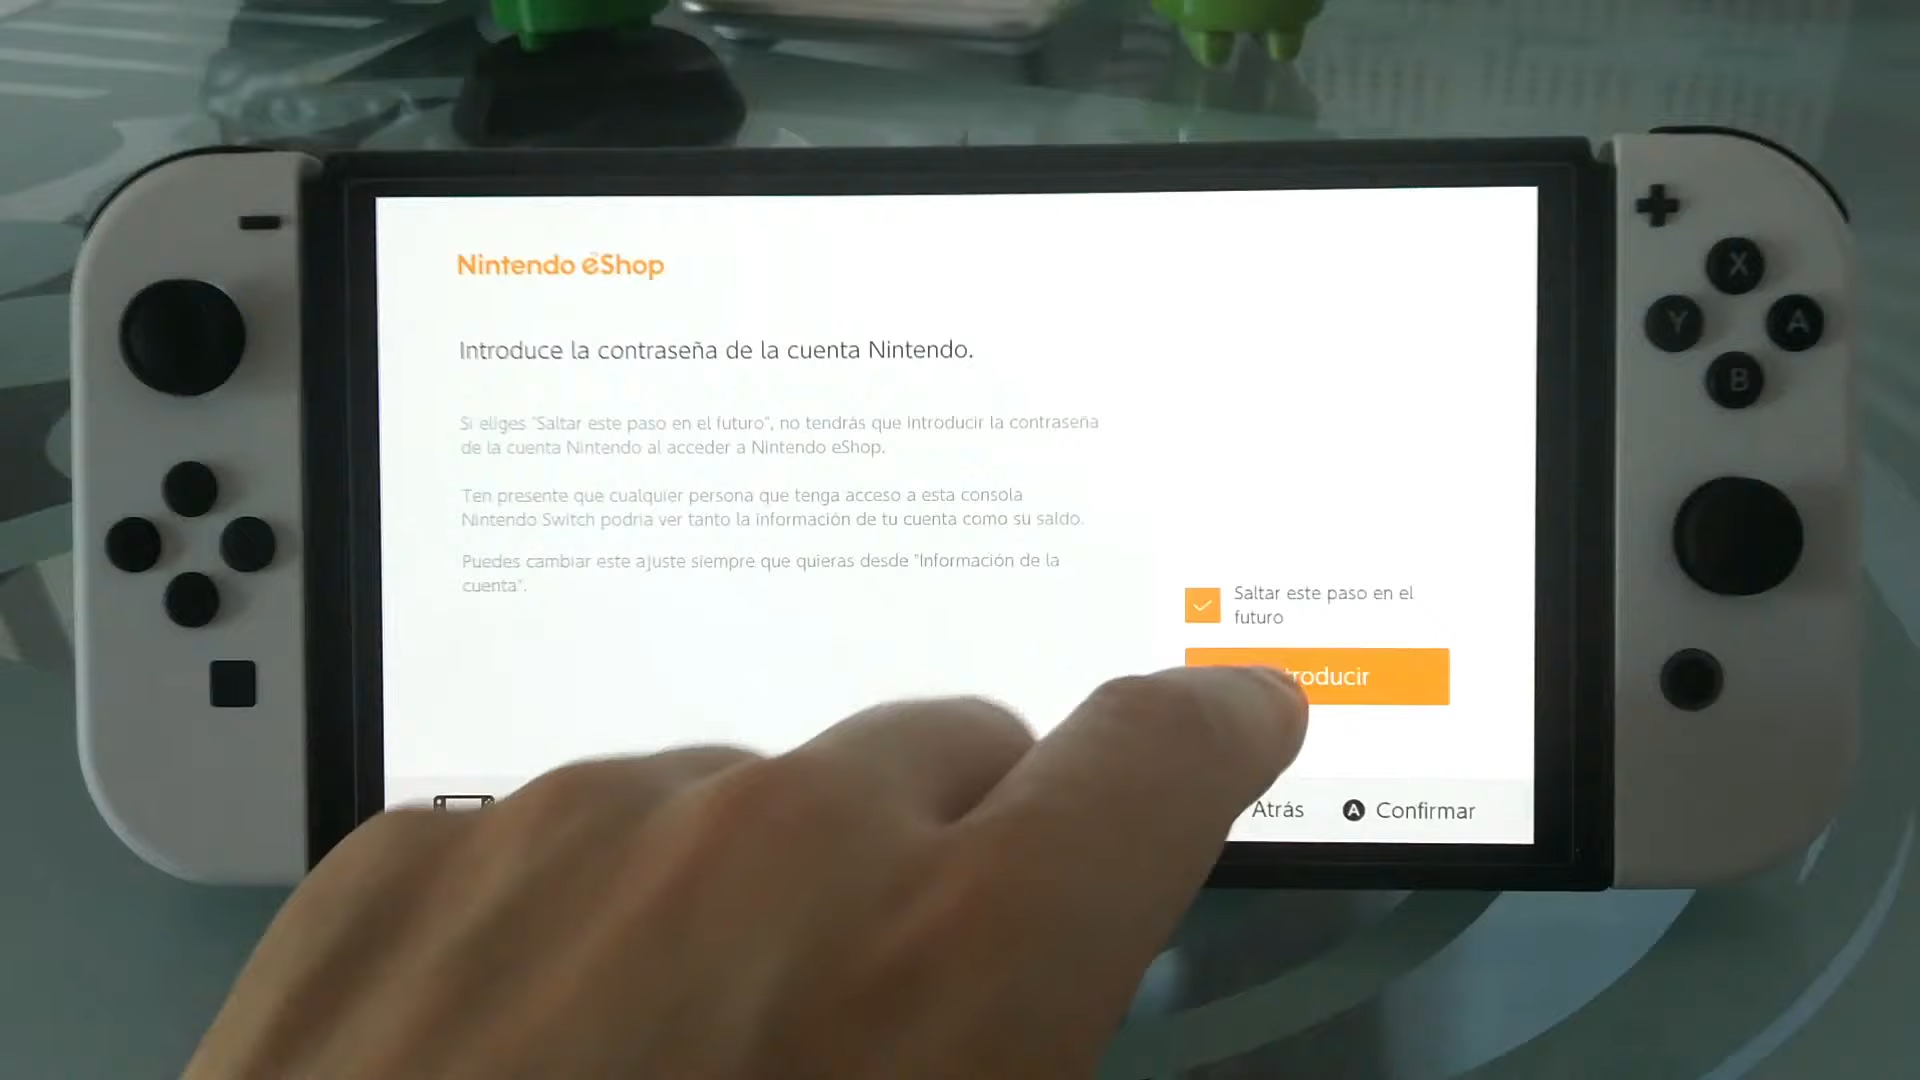 Nintendo eShop
Introduce la contraseña de la cuenta Nintendo.
Si eliges "Saltar este paso en el futuro", no tendrás que introducir la contraseña
de la cuenta Nintendo al acceder a Nintendo eShop.
Ten presente que cualquier persona que tenga acceso a esta consola
Nintendo Switch podría ver tanto la información de tu cuenta como su saldo.
Puedes cambiar este ajuste siempre que quieras desde "Información de la
cuenta".
Saltar este paso en el
futuro
troducir
Atrás
A Confirmar
X
Y
A
B